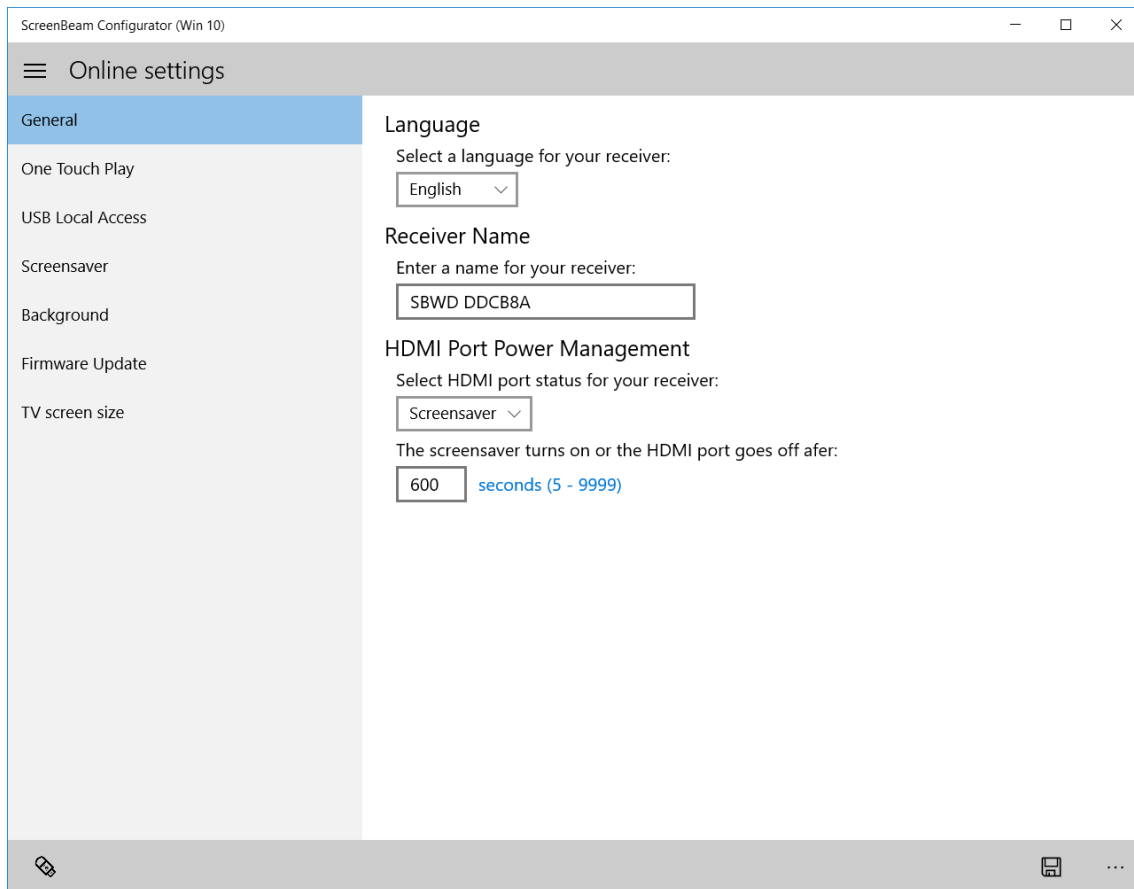 ScreenBeam Configurator (Win 10)
Online settings
General
One Touch Play
USB Local Access
Screensaver
Background
Firmware Update
TV screen size
Language
Select a language for your receiver:
English
Receiver Name
Enter a name for your receiver:
SBWD DDCB8A
HDMI Port Power Management
Select HDMI port status for your receiver:
Screensaver
The screensaver turns on or the HDMI port goes off afer:
600 seconds (5 - 9999)